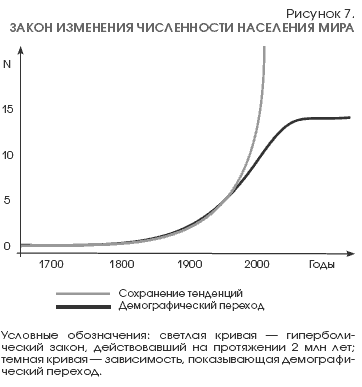 Рисунок 7.
ЗАКОН ИЗМЕНЕНИЯ ЧИСЛЕННОСТИ НАСЕЛЕНИЯ МИРА
N
15
10
5
0
1700 1800 1900 2000 Годы
Сохранение тенденций
Демографический переход
Условные обозначения: светлая кривая — гиперболи-
ческий закон, действовавший на протяжении 2 млн лет;
темная кривая — зависимость, показывающая демографи-
ческий переход.